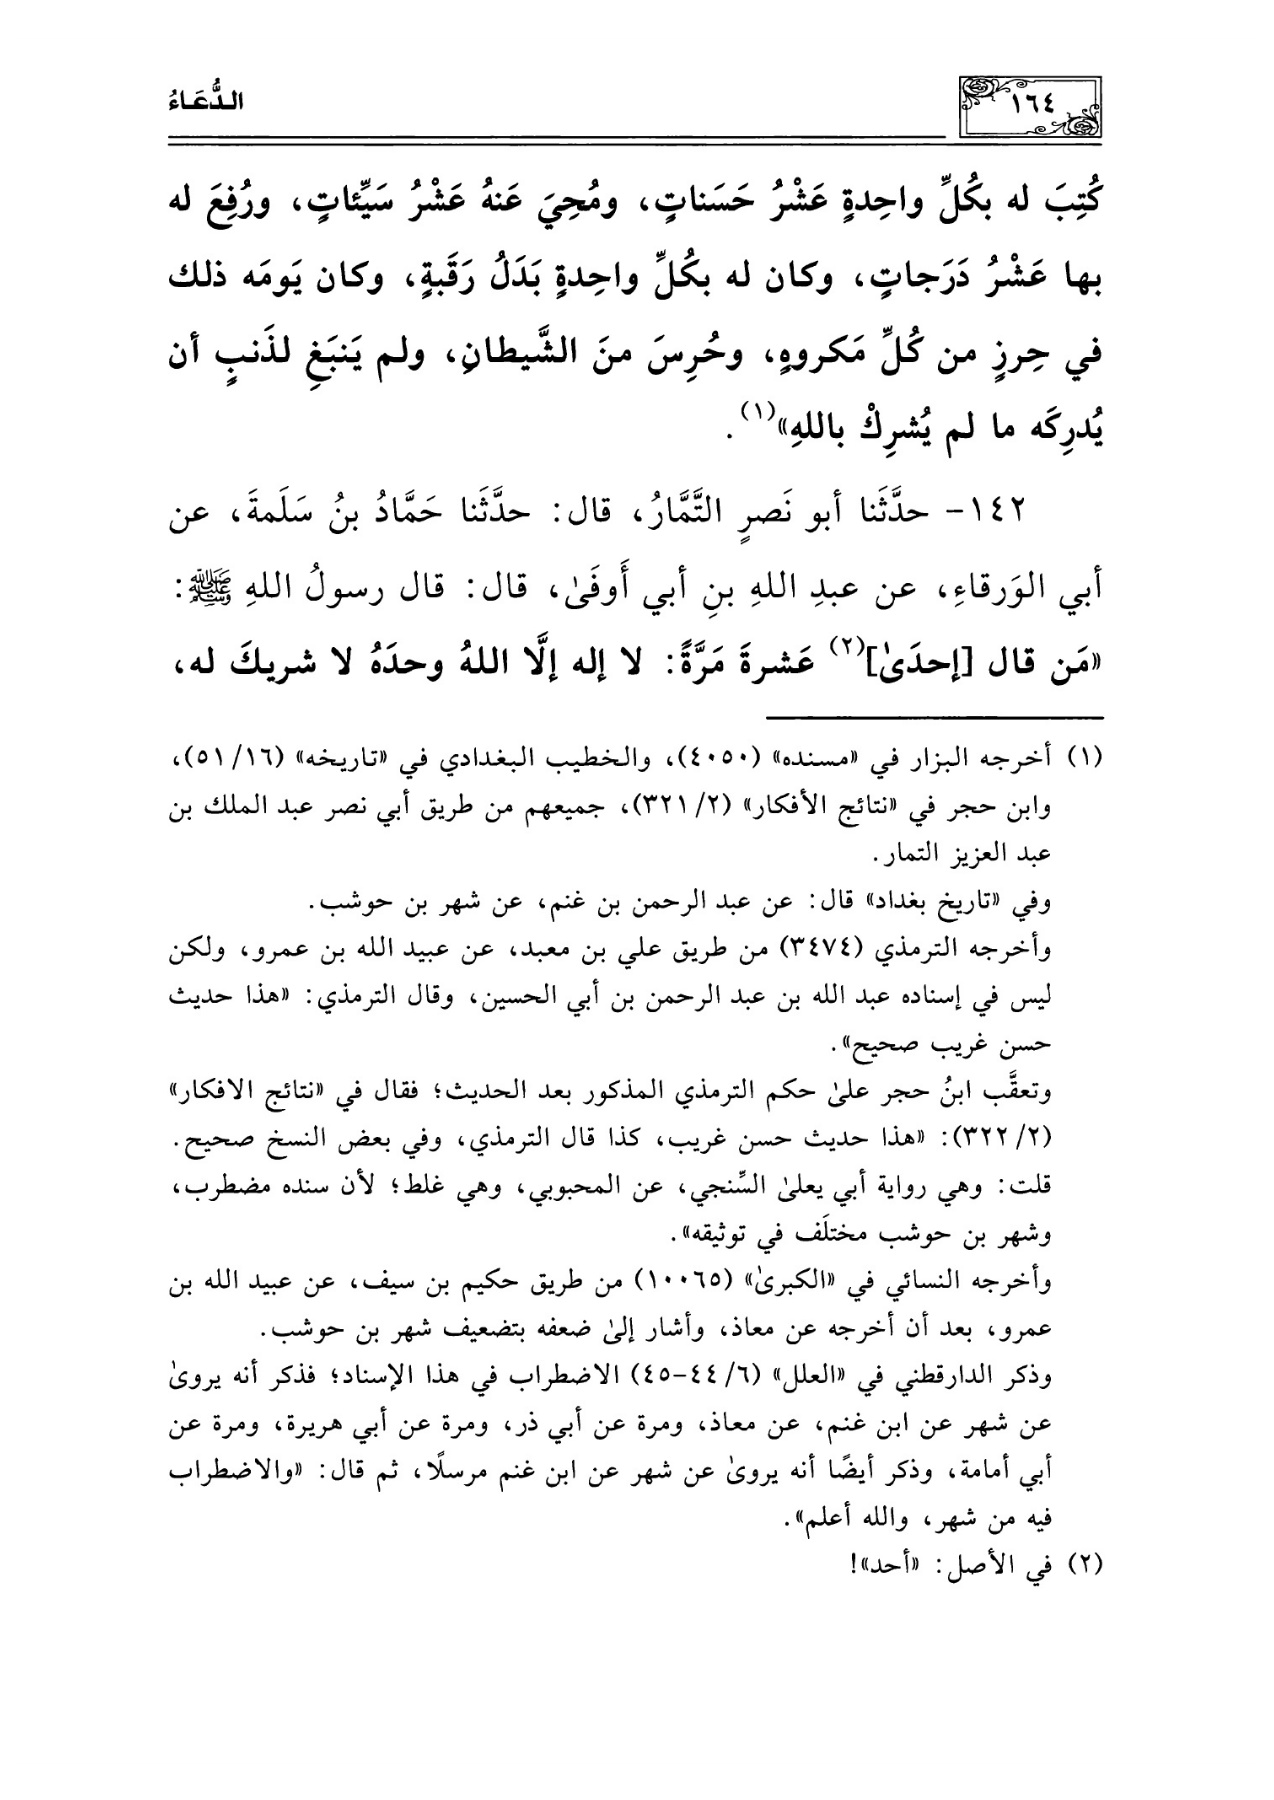 ١٦٤
الدُّعَاءُ
كُتِبَ له بكُلِّ واحِدةٍ عَشْرُ حَسَناتٍ، ومُحِيَ عَنهُ عَشْرُ سَيِّئاتٍ، ورُفِعَ له
بها عَشْرُ دَرَجاتٍ، وكان له بكُلِّ واحِدةٍ بَدَلُ رَقَبةٍ، وكان يَومَه ذلك
في حِرزٍ من كُلِّ مَكروهٍ، وحُرِسَ منَ الشَّيطانِ، ولم يَنبَغِ لذَنبٍ أن
يُدرِكَه ما لم يُشرِكْ باللهِ»(١).
١٤٢- حدَّثَنا أبو نَصرٍ التَّمَّارُ، قال: حدَّثَنا حَمَّادُ بنُ سَلَمةَ، عن
أبي الوَرقاءِ، عن عبدِ اللهِ بنِ أبي أَوفَىٰ، قال: قال رسولُ اللهِ ﷺ:
«مَن قال [إحدَىٰ](٢) عَشرةَ مَرَّةً: لا إله إلَّا اللهُ وحدَهُ لا شريكَ له،
(١) أخرجه البزار في «مسنده» (٤٠٥٠)، والخطيب البغدادي في «تاريخه» (١٦/ ٥١)،
وابن حجر في «نتائج الأفكار» (٢/ ٣٢١)، جميعهم من طريق أبي نصر عبد الملك بن
عبد العزيز التمار.
وفي «تاريخ بغداد» قال: عن عبد الرحمن بن غنم، عن شهر بن حوشب.
وأخرجه الترمذي (٣٤٧٤) من طريق علي بن معبد، عن عبيد الله بن عمرو، ولكن
ليس في إسناده عبد الله بن عبد الرحمن بن أبي الحسين، وقال الترمذي: «هذا حديث
حسن غريب صحيح».
وتعقَّب ابنُ حجر علىٰ حكم الترمذي المذكور بعد الحديث؛ فقال في «نتائج الافكار»
(٢/ ٣٢٢): «هذا حديث حسن غريب، كذا قال الترمذي، وفي بعض النسخ صحيح.
قلت: وهي رواية أبي يعلىٰ السِّنجي، عن المحبوبي، وهي غلط؛ لأن سنده مضطرب،
وشهر بن حوشب مختلَف في توثيقه».
وأخرجه النسائي في «الكبرىٰ» (١٠٠٦٥) من طريق حكيم بن سيف، عن عبيد الله بن
عمرو، بعد أن أخرجه عن معاذ، وأشار إلىٰ ضعفه بتضعيف شهر بن حوشب.
وذكر الدارقطني في «العلل» (٦/ ٤٤-٤٥) الاضطراب في هذا الإسناد؛ فذكر أنه يروىٰ
عن شهر عن ابن غنم، عن معاذ، ومرة عن أبي ذر، ومرة عن أبي هريرة، ومرة عن
أبي أمامة، وذكر أيضًا أنه يروىٰ عن شهر عن ابن غنم مرسلًا، ثم قال: «والاضطراب
فيه من شهر، والله أعلم».
(٢) في الأصل: «أحد»!